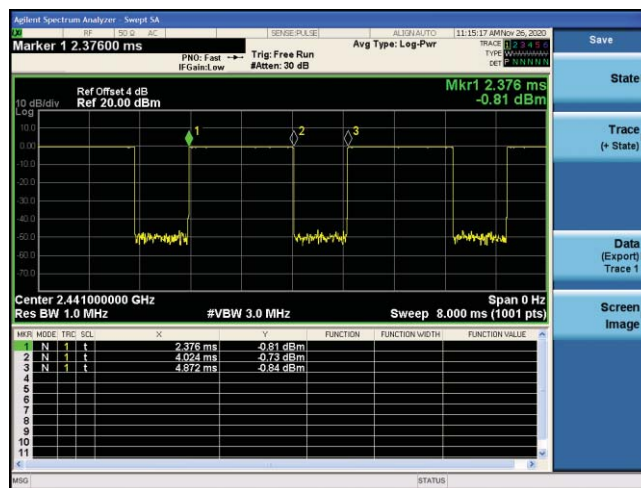 Agilent Spectrum Analyzer - Swept SA
RF 50 Ω AC SENSE:PULSE ALIGN AUTO 11:15:17 AM Nov 26, 2020
Marker 1 2.37600 ms
PNO: Fast
IFGain:Low
Trig: Free Run
#Atten: 30 dB
Avg Type: Log-Pwr
TRACE 1 2 3 4 5 6
TYPE
DET P N N N N N
Save
Ref Offset 4 dB
10 dB/div Ref 20.00 dBm
Log
Mkr1 2.376 ms
-0.81 dBm
10.0
0.00
-10.0
-20.0
-30.0
-40.0
-50.0
-60.0
-70.0
1
2
3
Center 2.441000000 GHz Span 0 Hz
Res BW 1.0 MHz #VBW 3.0 MHz Sweep 8.000 ms (1001 pts)
MKR MODE TRC SCL X Y FUNCTION FUNCTION WIDTH FUNCTION VALUE
1 N 1 t 2.376 ms -0.81 dBm
2 N 1 t 4.024 ms -0.73 dBm
3 N 1 t 4.872 ms -0.84 dBm
4
5
6
7
8
9
10
11
MSG STATUS
State
Trace
(+ State)
Data
(Export)
Trace 1
Screen
Image